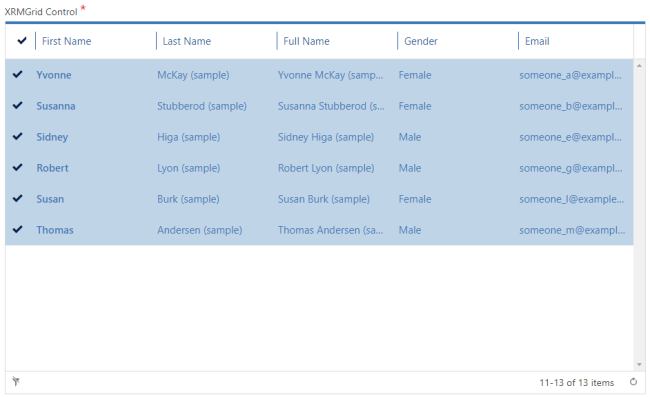 XRMGrid Control *
First Name Last Name Full Name Gender Email
Yvonne McKay (sample) Yvonne McKay (samp... Female someone_a@exampl...
Susanna Stubberod (sample) Susanna Stubberod (s... Female someone_b@exampl...
Sidney Higa (sample) Sidney Higa (sample) Male someone_e@exampl...
Robert Lyon (sample) Robert Lyon (sample) Male someone_g@exampl...
Susan Burk (sample) Susan Burk (sample) Female someone_l@example...
Thomas Andersen (sample) Thomas Andersen (sa... Male someone_m@exampl...
11-13 of 13 items